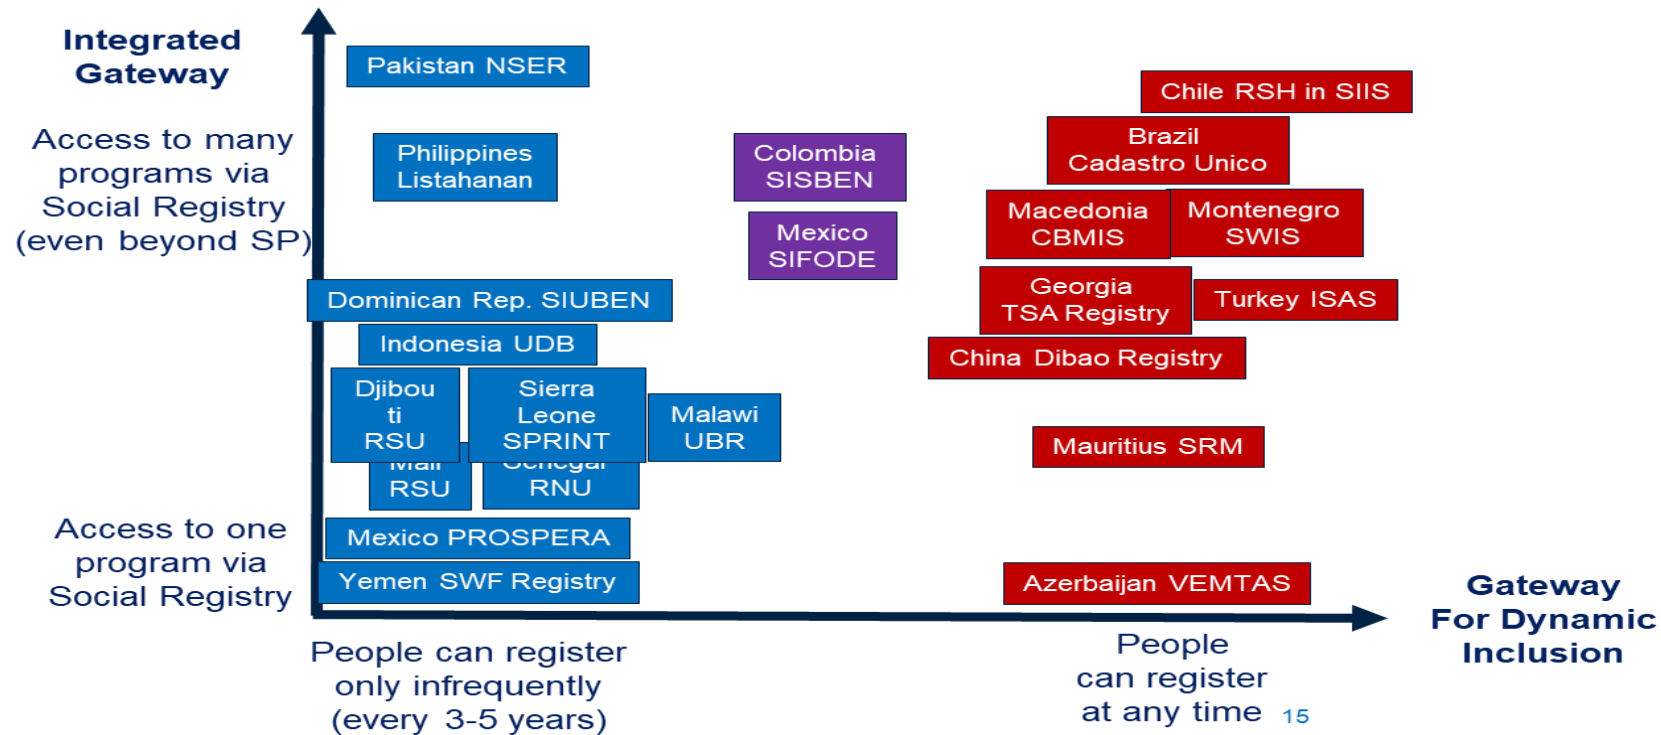 Integrated
Gateway
Access to many
programs via
Social Registry
(even beyond SP)
Access to one
program via
Social Registry
Pakistan NSER
Philippines
Listahanan
Dominican Rep. SIUBEN
Indonesia UDB
Djibou
ti
RSU
Sierra
Leone
SPRINT
Malawi
UBR
Mali
RSU
Senegal
RNU
Mexico PROSPERA
Yemen SWF Registry
Colombia
SISBEN
Mexico
SIFODE
Chile RSH in SIIS
Brazil
Cadastro Unico
Macedonia
CBMIS
Montenegro
SWIS
Georgia
TSA Registry
Turkey ISAS
China Dibao Registry
Mauritius SRM
Azerbaijan VEMTAS
Gateway
For Dynamic
Inclusion
People can register
only infrequently
(every 3-5 years)
People
can register
at any time
15